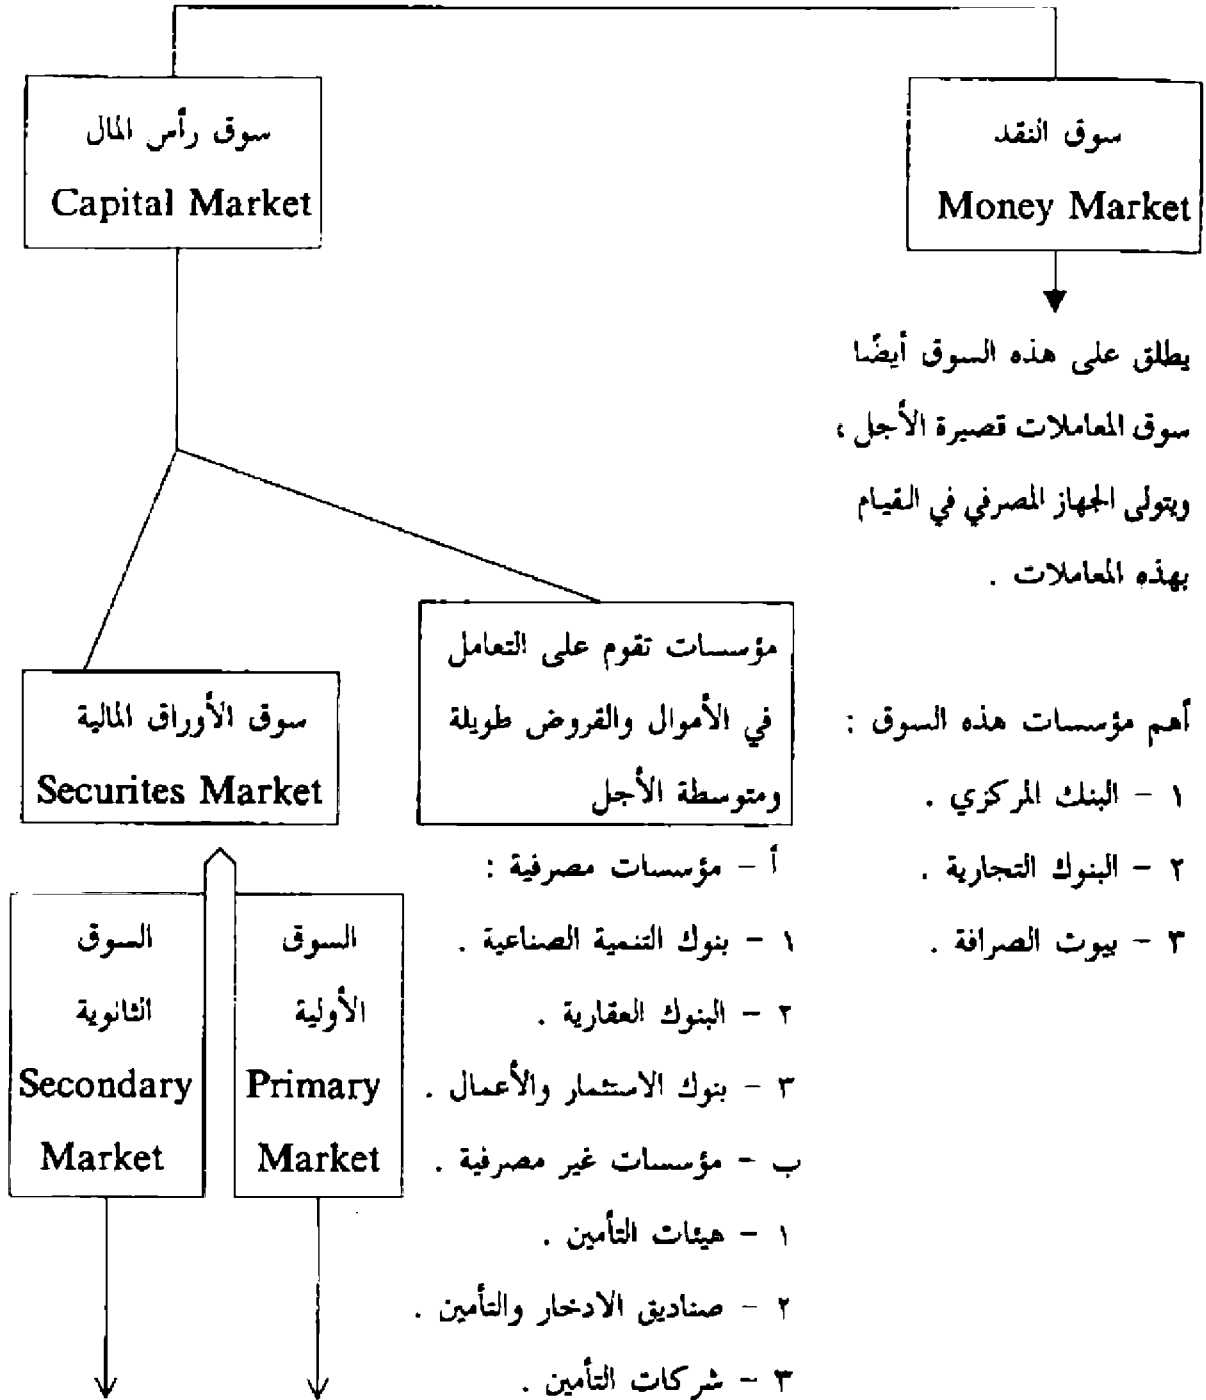 سوق النقد
Money Market
يطلق على هذه السوق أيضًا
سوق المعاملات قصيرة الأجل ،
ويتولى الجهاز المصرفي في القيام
بهذه المعاملات .
أهم مؤسسات هذه السوق :
١ - البنك المركزي .
٢ - البنوك التجارية .
٣ - بيوت الصرافة .
سوق رأس المال
Capital Market
مؤسسات تقوم على التعامل
في الأموال والقروض طويلة
ومتوسطة الأجل
أ - مؤسسات مصرفية :
١ - بنوك التنمية الصناعية .
٢ - البنوك العقارية .
٣ - بنوك الاستثمار والأعمال .
ب - مؤسسات غير مصرفية .
١ - هيئات التأمين .
٢ - صناديق الادخار والتأمين .
٣ - شركات التأمين .
سوق الأوراق المالية
Securites Market
السوق
الأولية
Primary
Market
السوق
الثانوية
Secondary
Market